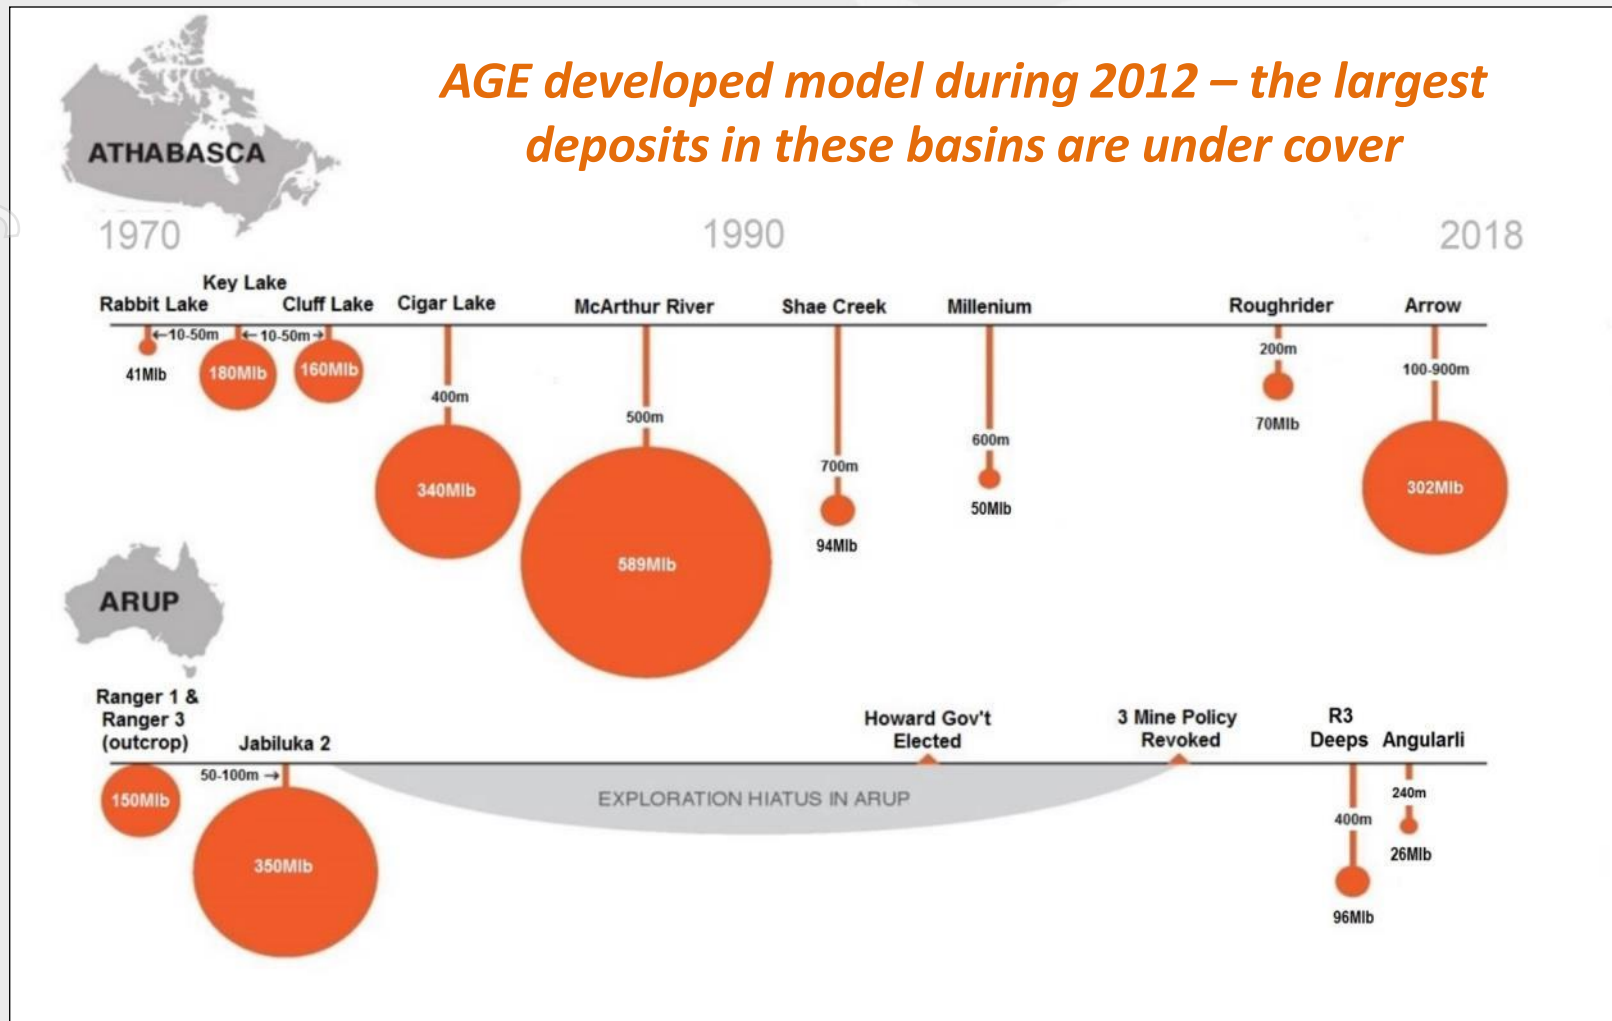 AGE developed model during 2012 – the largest
deposits in these basins are under cover
ATHABASCA
1970
1990
2018
Rabbit Lake
Key Lake
Cluff Lake
Cigar Lake
McArthur River
Shae Creek
Millenium
Roughrider
Arrow
←10-50m
←10-50m→
41Mlb
180Mlb
160Mlb
400m
340Mlb
500m
589Mlb
700m
94Mlb
600m
50Mlb
200m
70Mlb
100-900m
302Mlb
ARUP
Ranger 1 &
Ranger 3
(outcrop)
Jabiluka 2
Howard Gov't
Elected
3 Mine Policy
Revoked
R3
Deeps
Angularli
150Mlb
50-100m→
350Mlb
EXPLORATION HIATUS IN ARUP
400m
96Mlb
240m
26Mlb